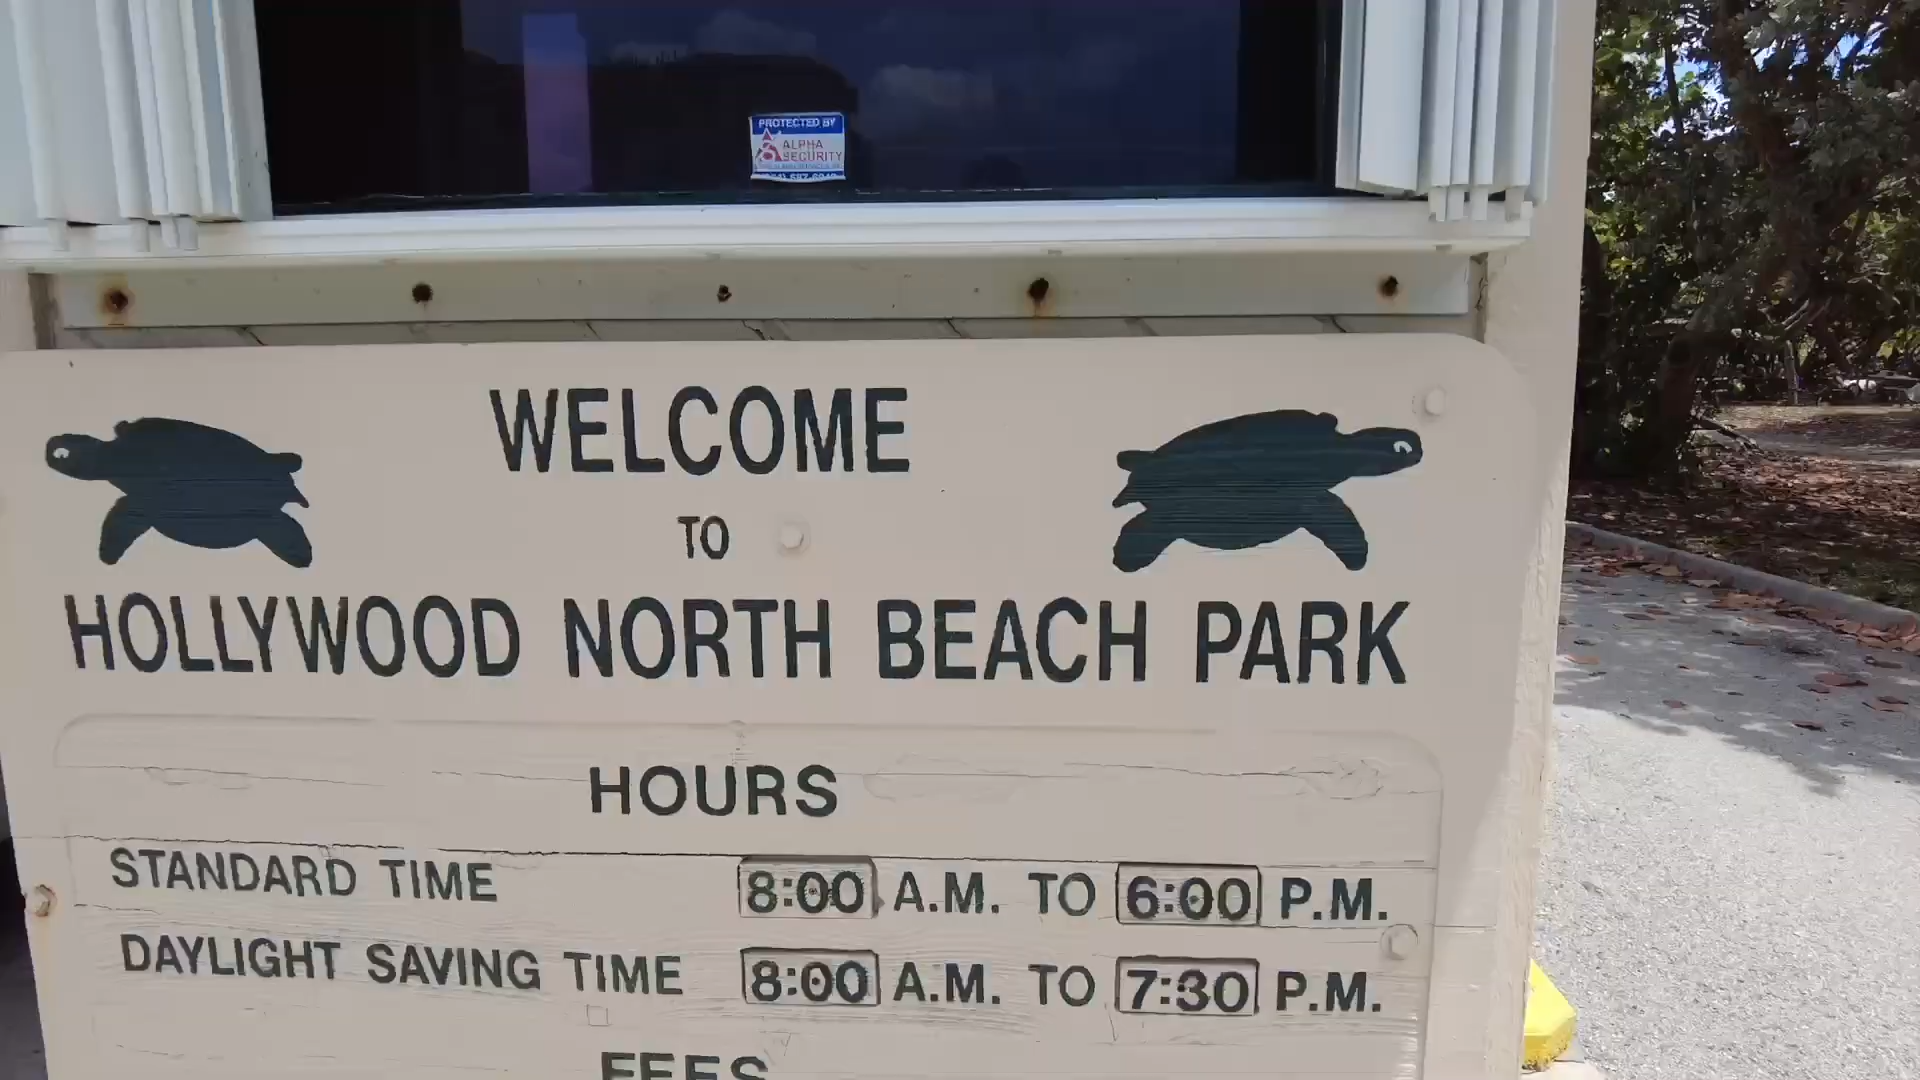 PROTECTED BY
ALPHA
SECURITY
WELCOME
TO
HOLLYWOOD NORTH BEACH PARK
HOURS
STANDARD TIME 8:00 A.M. TO 6:00 P.M.
DAYLIGHT SAVING TIME 8:00 A.M. TO 7:30 P.M.
FEES